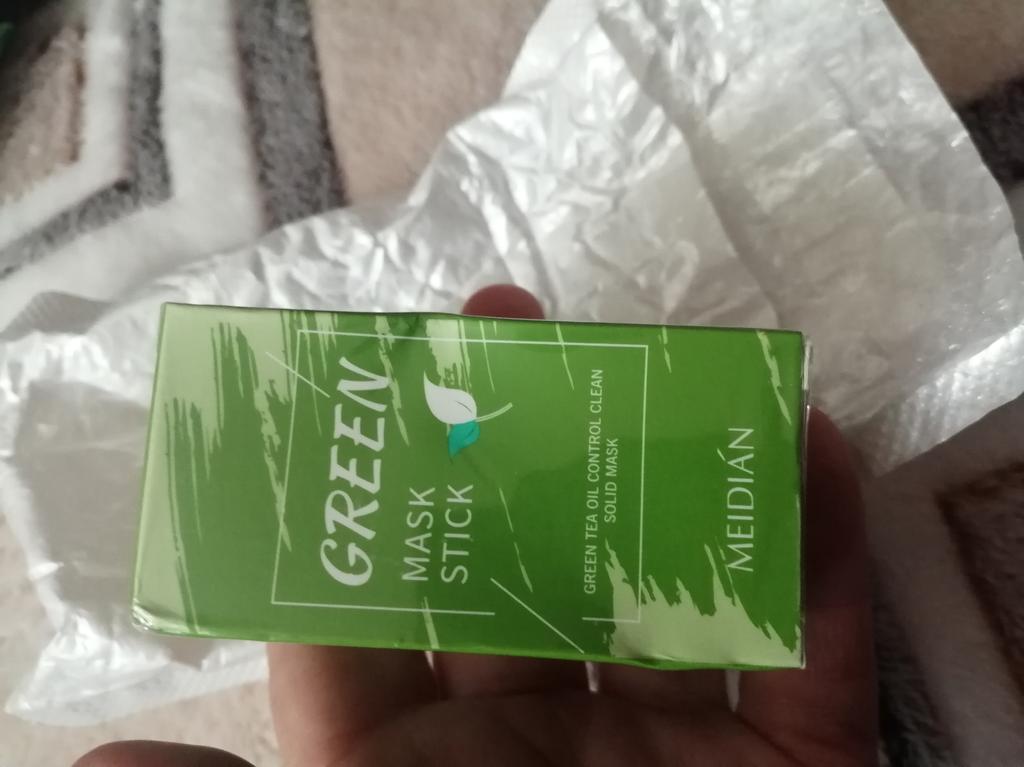 GREEN
MASK
STICK
GREEN TEA OIL CONTROL CLEAN
SOLID MASK
MEIDIÁN